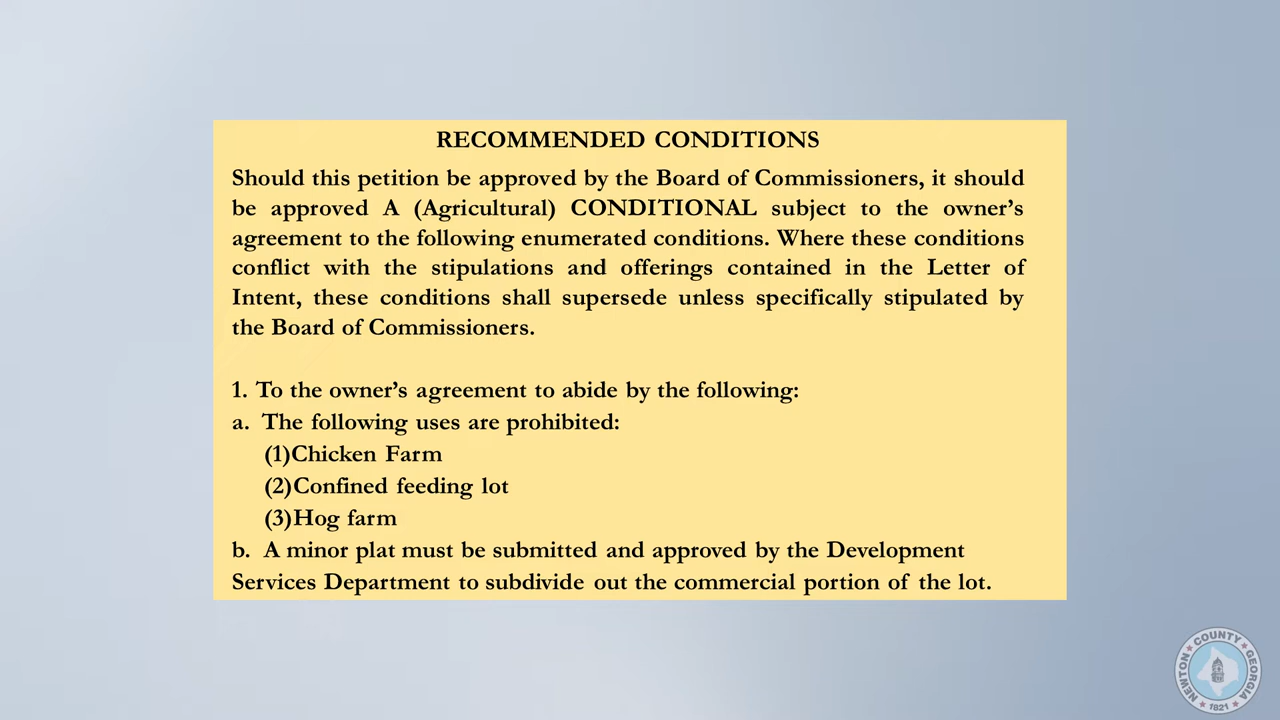 RECOMMENDED CONDITIONS
Should this petition be approved by the Board of Commissioners, it should
be approved A (Agricultural) CONDITIONAL subject to the owner’s
agreement to the following enumerated conditions. Where these conditions
conflict with the stipulations and offerings contained in the Letter of
Intent, these conditions shall supersede unless specifically stipulated by
the Board of Commissioners.
1. To the owner’s agreement to abide by the following:
a. The following uses are prohibited:
(1)Chicken Farm
(2)Confined feeding lot
(3)Hog farm
b. A minor plat must be submitted and approved by the Development
Services Department to subdivide out the commercial portion of the lot.
NEWTON COUNTY GEORGIA
1821